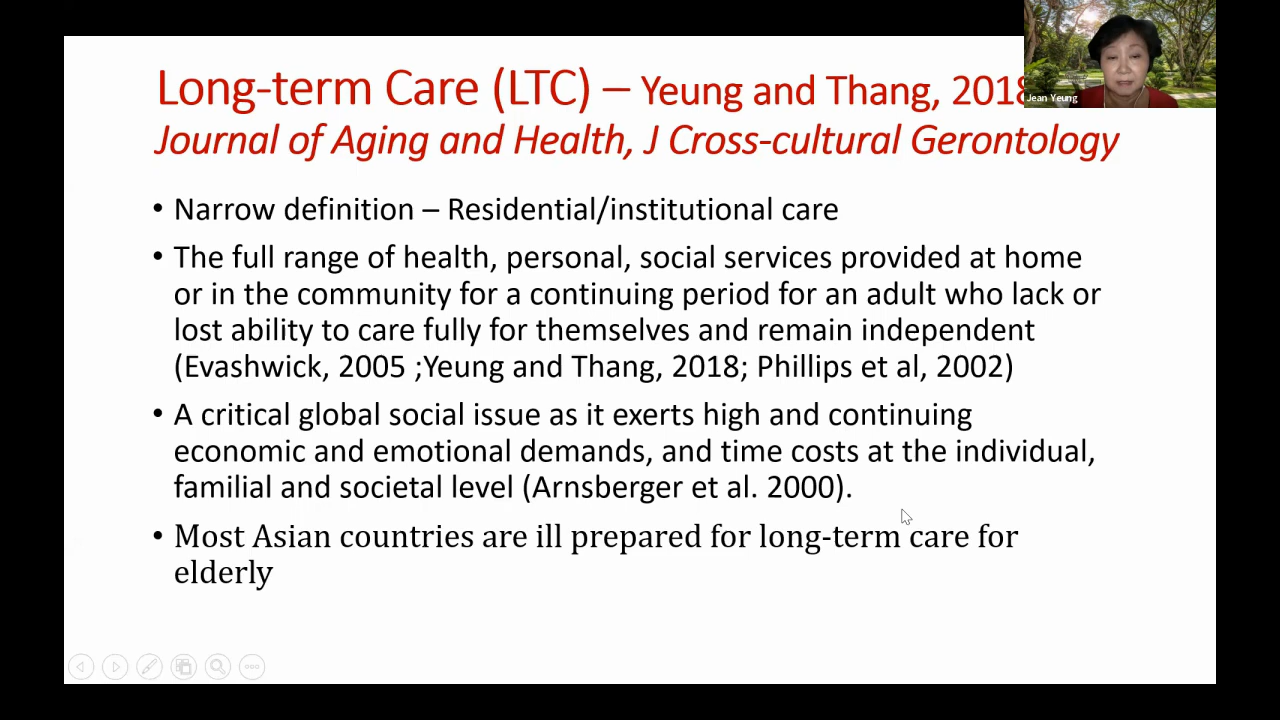 Long-term Care (LTC) – Yeung and Thang, 2018
Journal of Aging and Health, J Cross-cultural Gerontology
Jean Yeung
• Narrow definition – Residential/institutional care
• The full range of health, personal, social services provided at home
or in the community for a continuing period for an adult who lack or
lost ability to care fully for themselves and remain independent
(Evashwick, 2005 ;Yeung and Thang, 2018; Phillips et al, 2002)
• A critical global social issue as it exerts high and continuing
economic and emotional demands, and time costs at the individual,
familial and societal level (Arnsberger et al. 2000).
• Most Asian countries are ill prepared for long-term care for
elderly